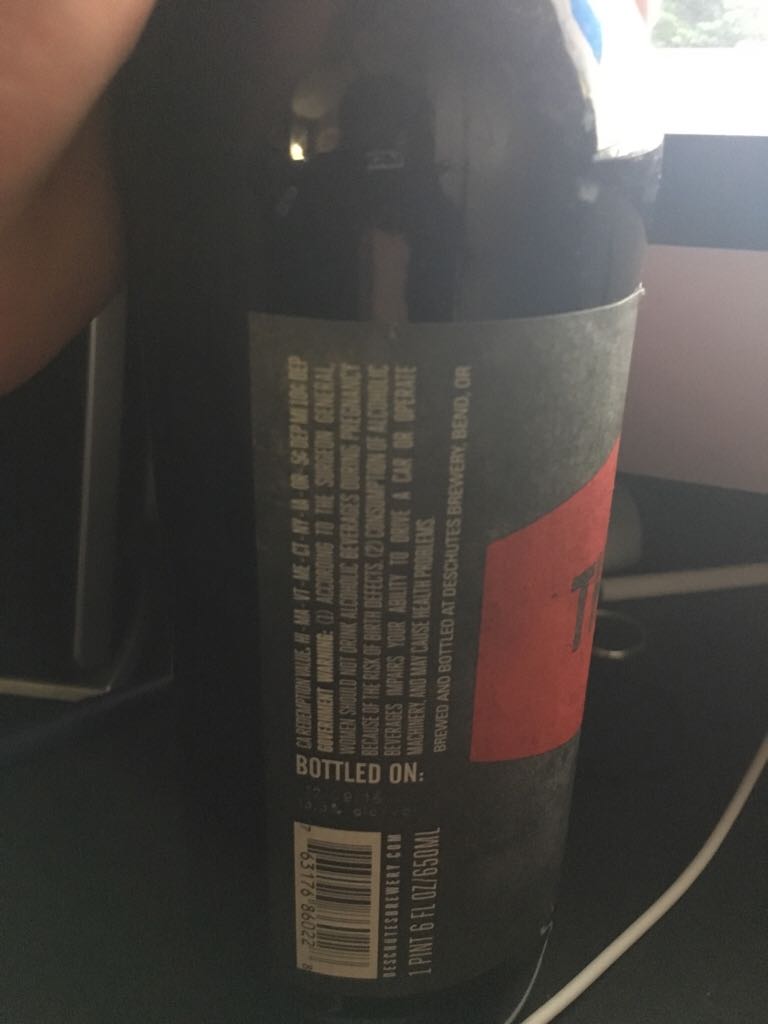 CA REDEMPTION VALUE, HI - MA - VT - ME - CT - NY - IA - OR - 5¢ DEP MI 10¢ DEP
GOVERNMENT WARNING: (1) ACCORDING TO THE SURGEON GENERAL,
WOMEN SHOULD NOT DRINK ALCOHOLIC BEVERAGES DURING PREGNANCY
BECAUSE OF THE RISK OF BIRTH DEFECTS. (2) CONSUMPTION OF ALCOHOLIC
BEVERAGES IMPAIRS YOUR ABILITY TO DRIVE A CAR OR OPERATE
MACHINERY, AND MAY CAUSE HEALTH PROBLEMS.
BREWED AND BOTTLED AT DESCHUTES BREWERY, BEND, OR
BOTTLED ON:
7 63176 86022 8
DESCHUTESBREWERY.COM
1 PINT 6 FL OZ/650ML